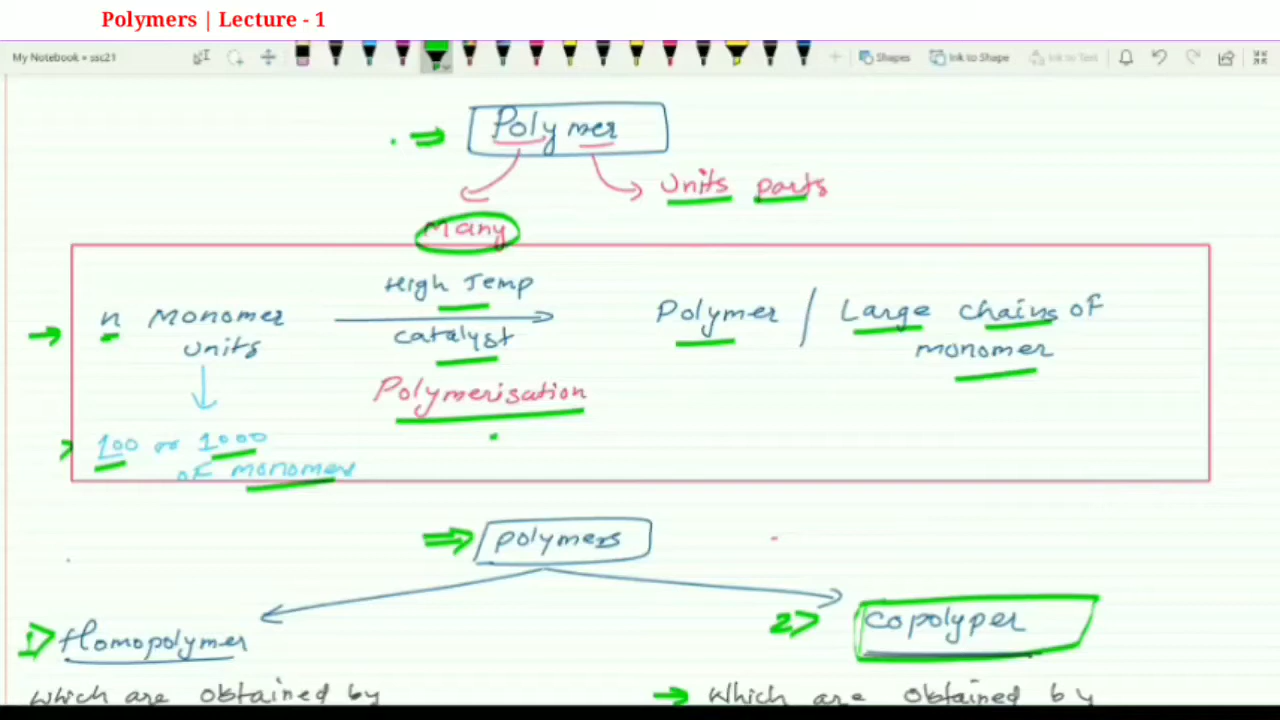 Polymers | Lecture - 1
My Notebook » ssc21
Shapes
Ink to Shape
Ink to Text
Polymer
Units parts
Many
High Temp
n Monomer
Polymer / Large chains of
units
catalyst
monomer
Polymerisation
100 or 1000
of monomer
polymers
1) Homopolymer
2) copolyper
which are obtained by
Which are obtained by